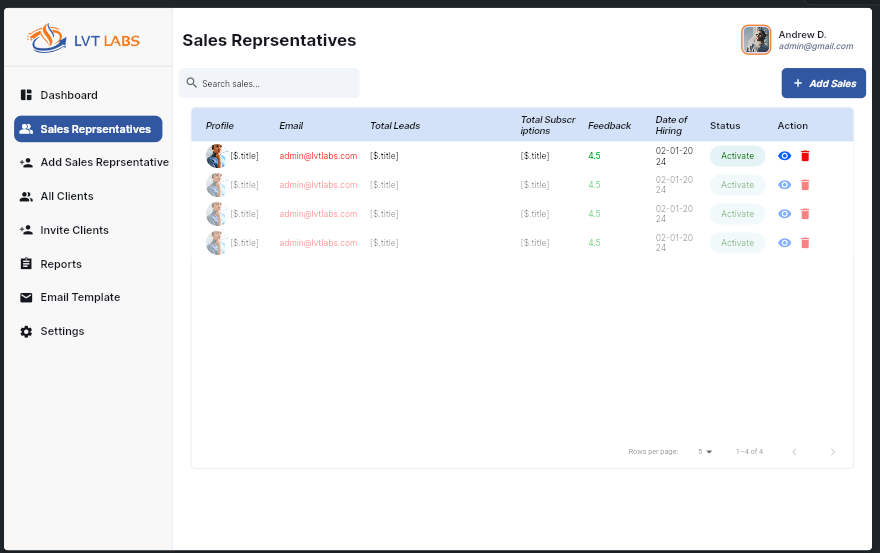 LVT LABS
Sales Reprsentatives
Andrew D.
admin@gmail.com
Search sales...
+ Add Sales
Dashboard
Sales Reprsentatives
Add Sales Reprsentative
All Clients
Invite Clients
Reports
Email Template
Settings
Profile Email Total Leads Total Subscr
iptions Feedback Date of
Hiring Status Action
[$.title] admin@lvtlabs.com [$.title] [$.title] 4.5 02-01-20
24 Activate
[$.title] admin@lvtlabs.com [$.title] [$.title] 4.5 02-01-20
24 Activate
[$.title] admin@lvtlabs.com [$.title] [$.title] 4.5 02-01-20
24 Activate
[$.title] admin@lvtlabs.com [$.title] [$.title] 4.5 02-01-20
24 Activate
Rows per page: 5 1–4 of 4